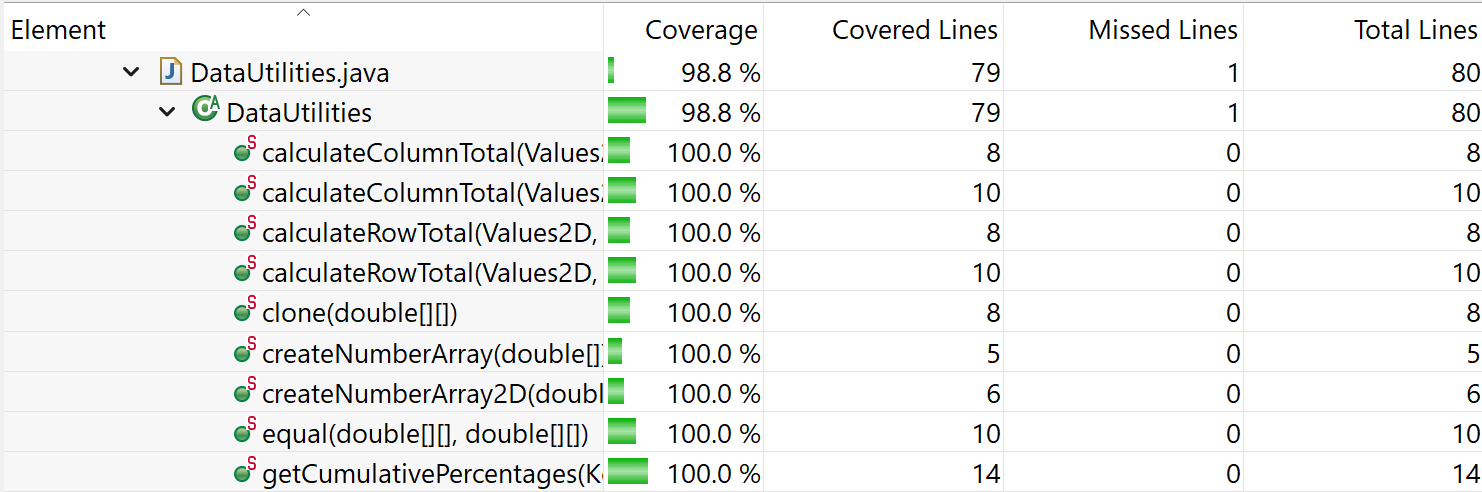 Element Coverage Covered Lines Missed Lines Total Lines
DataUtilities.java 98.8 % 79 1 80
DataUtilities 98.8 % 79 1 80
calculateColumnTotal(Values2 100.0 % 8 0 8
calculateColumnTotal(Values2 100.0 % 10 0 10
calculateRowTotal(Values2D, 100.0 % 8 0 8
calculateRowTotal(Values2D, 100.0 % 10 0 10
clone(double[][]) 100.0 % 8 0 8
createNumberArray(double[] 100.0 % 5 0 5
createNumberArray2D(doubl 100.0 % 6 0 6
equal(double[][], double[][]) 100.0 % 10 0 10
getCumulativePercentages(K 100.0 % 14 0 14